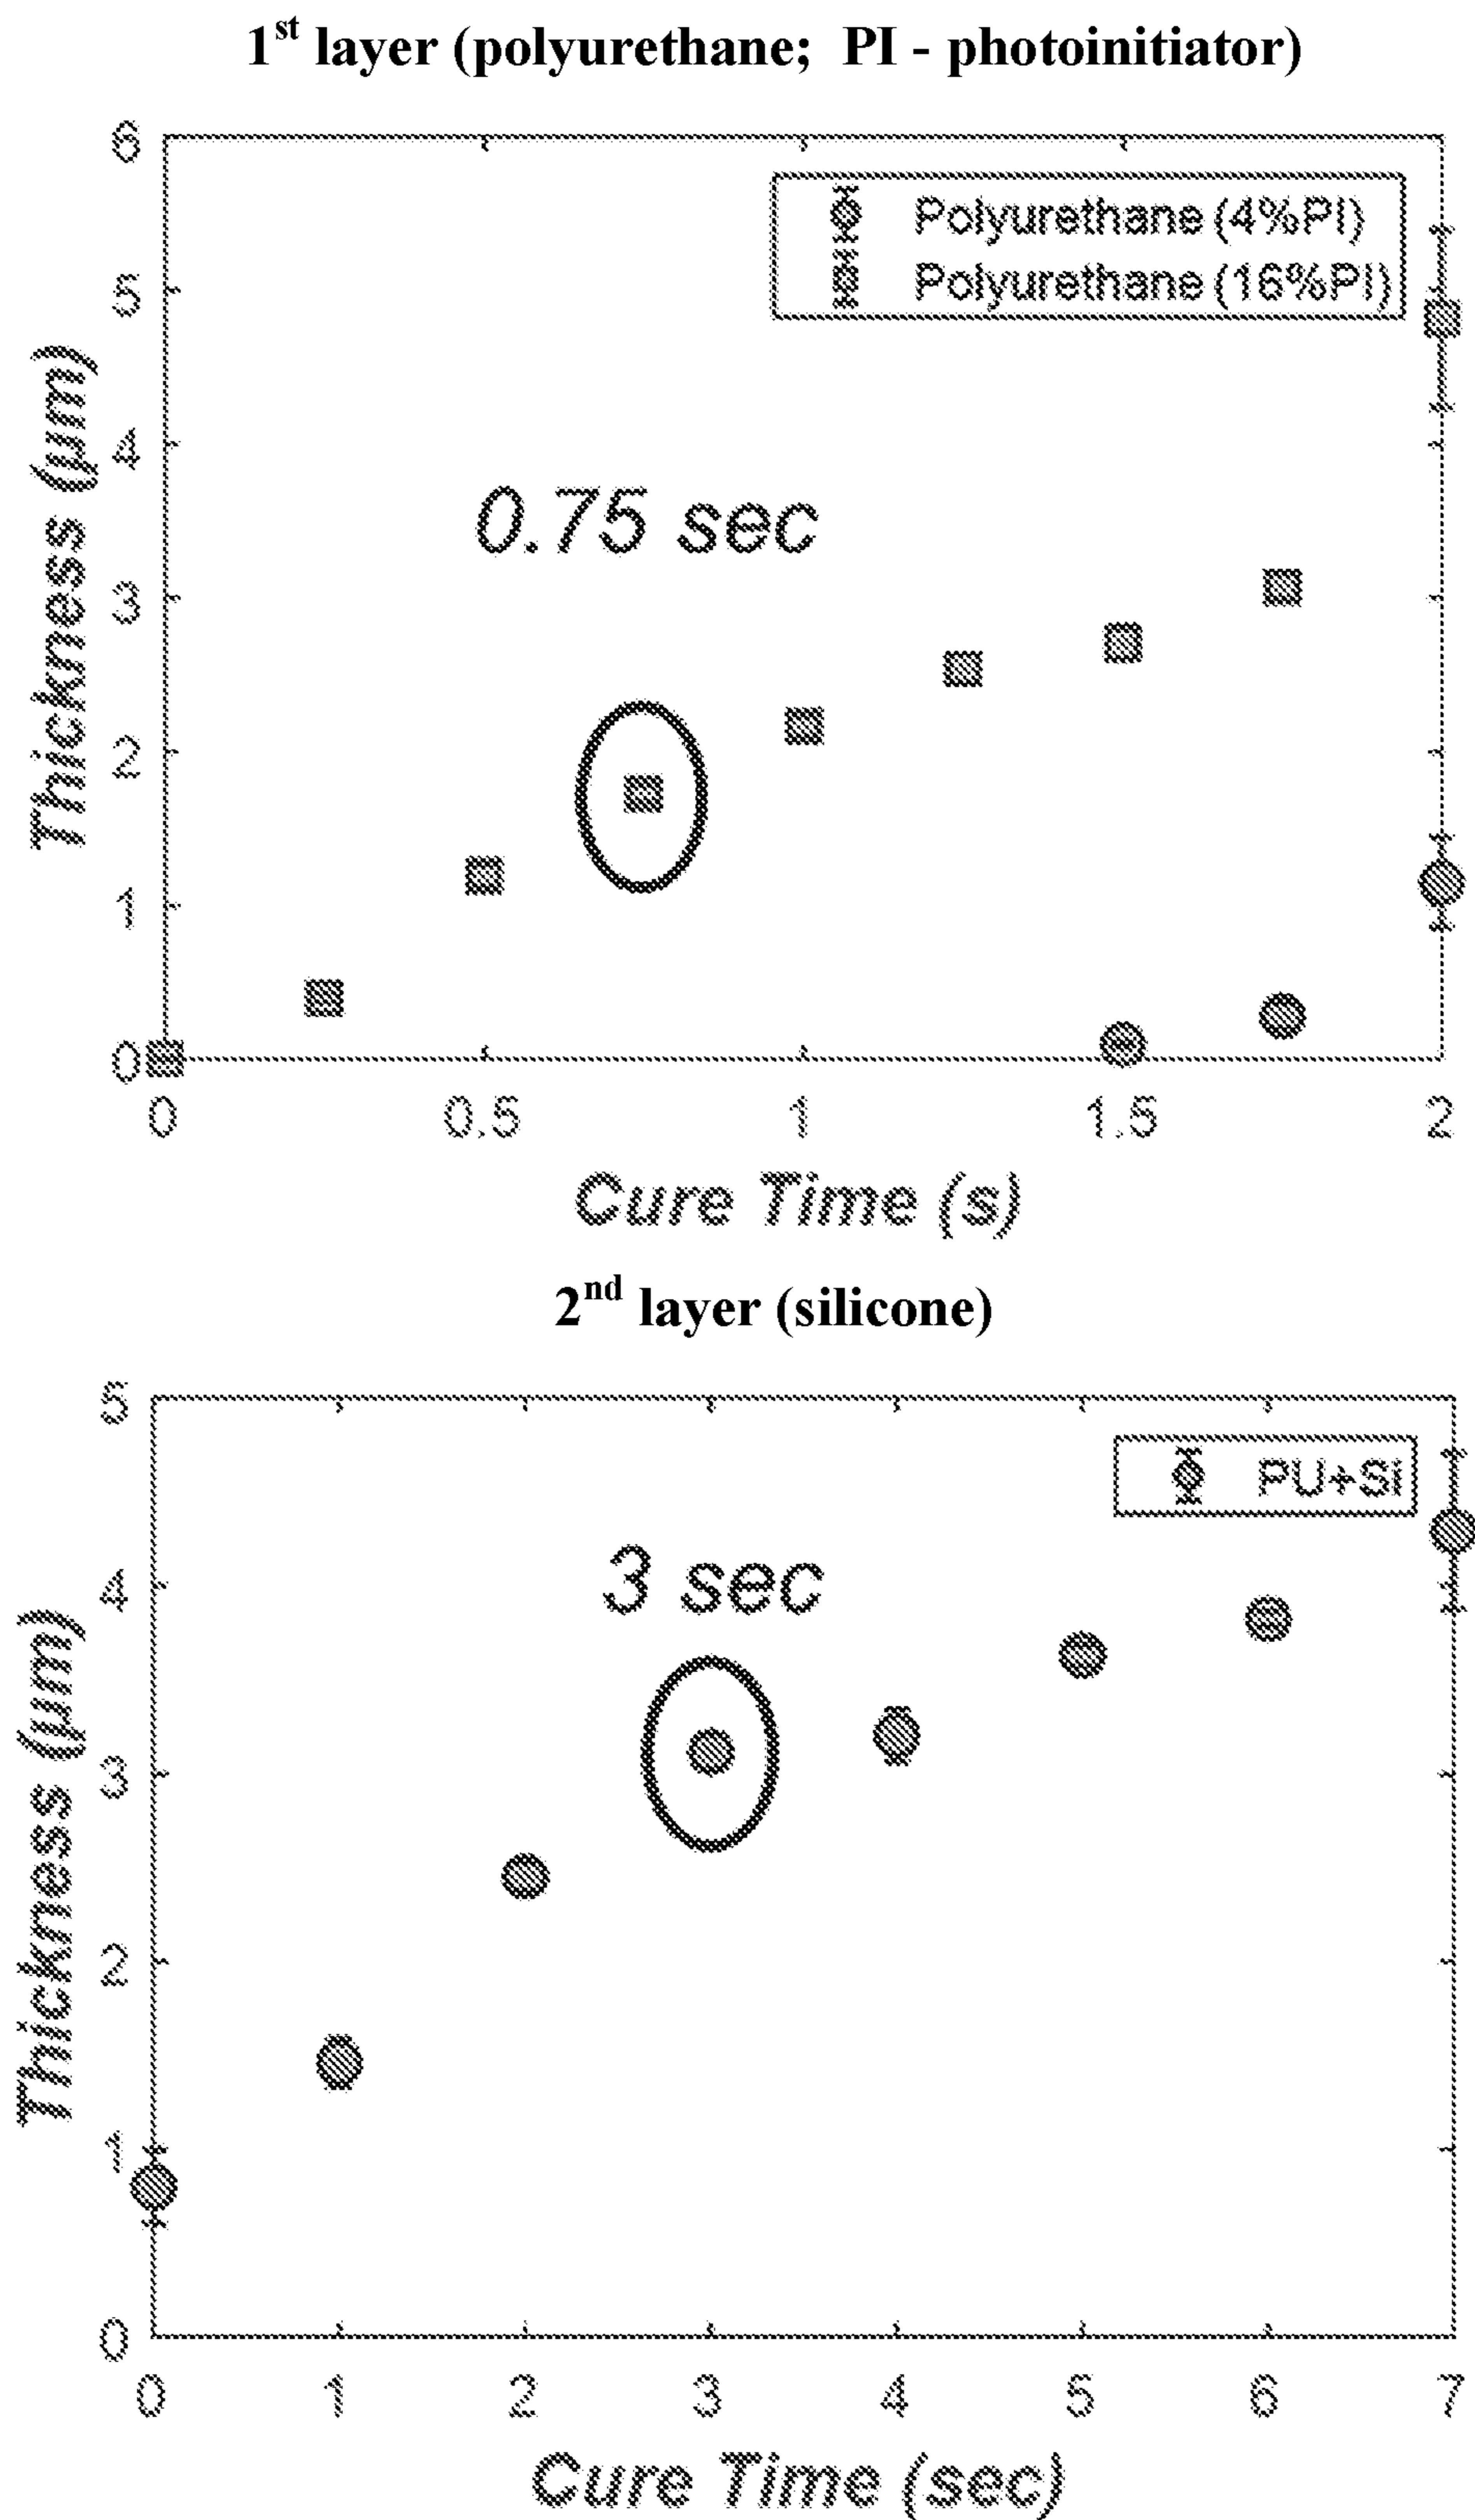 1st layer (polyurethane; PI - photoinitiator)
6
Polyurethane (4%PI)
Polyurethane (16%PI)
5
4
0.75 sec
3
2
1
0
Thickness (μm)
0 0.5 1 1.5 2
Cure Time (s)
2nd layer (silicone)
5
PU+Si
4
3 sec
3
2
1
0
Thickness (μm)
0 1 2 3 4 5 6 7
Cure Time (sec)